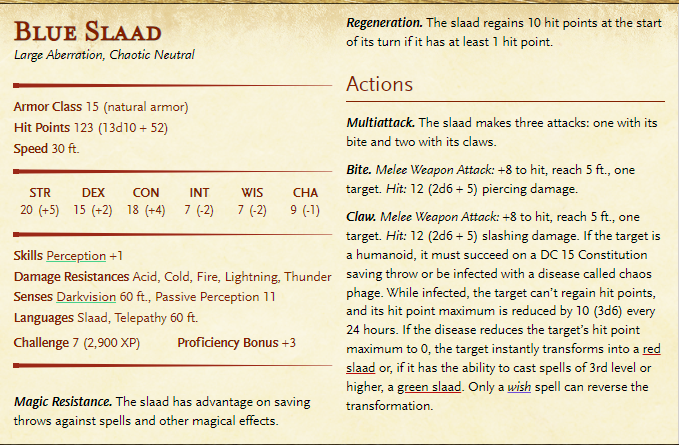 BLUE SLAAD
Large Aberration, Chaotic Neutral
Armor Class 15 (natural armor)
Hit Points 123 (13d10 + 52)
Speed 30 ft.
STR DEX CON INT WIS CHA
20 (+5) 15 (+2) 18 (+4) 7 (-2) 7 (-2) 9 (-1)
Skills Perception +1
Damage Resistances Acid, Cold, Fire, Lightning, Thunder
Senses Darkvision 60 ft., Passive Perception 11
Languages Slaad, Telepathy 60 ft.
Challenge 7 (2,900 XP) Proficiency Bonus +3
Magic Resistance. The slaad has advantage on saving
throws against spells and other magical effects.
Regeneration. The slaad regains 10 hit points at the start
of its turn if it has at least 1 hit point.
Actions
Multiattack. The slaad makes three attacks: one with its
bite and two with its claws.
Bite. Melee Weapon Attack: +8 to hit, reach 5 ft., one
target. Hit: 12 (2d6 + 5) piercing damage.
Claw. Melee Weapon Attack: +8 to hit, reach 5 ft., one
target. Hit: 12 (2d6 + 5) slashing damage. If the target is
a humanoid, it must succeed on a DC 15 Constitution
saving throw or be infected with a disease called chaos
phage. While infected, the target can't regain hit points,
and its hit point maximum is reduced by 10 (3d6) every
24 hours. If the disease reduces the target's hit point
maximum to 0, the target instantly transforms into a red
slaad or, if it has the ability to cast spells of 3rd level or
higher, a green slaad. Only a wish spell can reverse the
transformation.